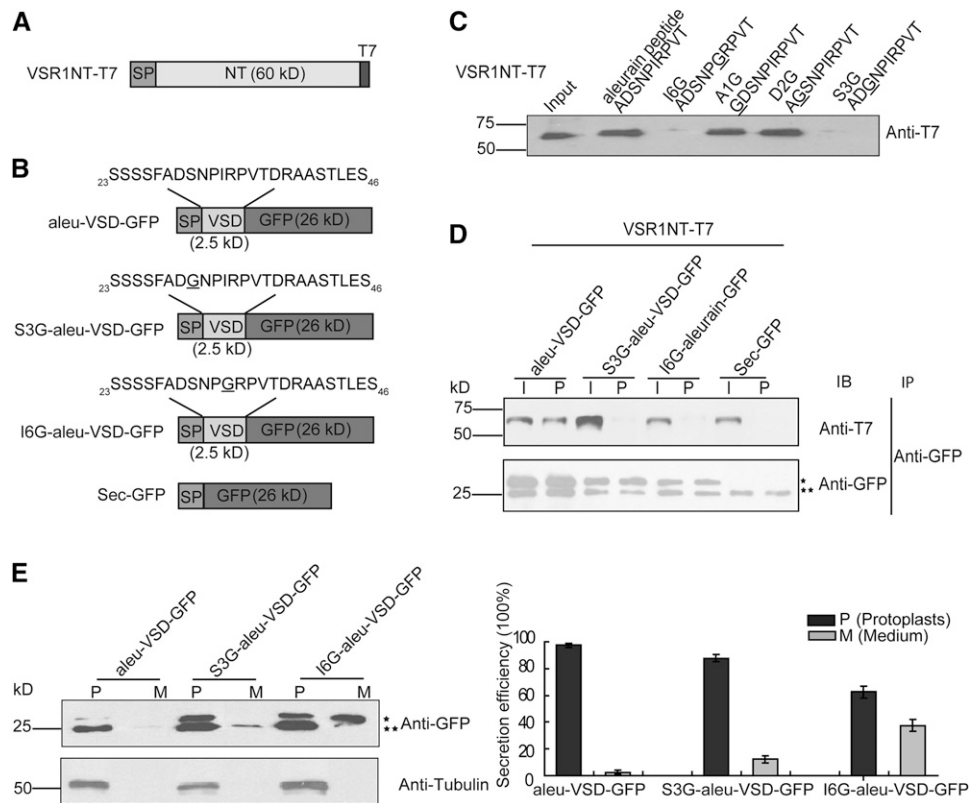 A
T7
VSR1NT-T7 SP NT (60 kD)
B
23SSSSFADSNPIRPVTDRAASTLES46
aleu-VSD-GFP SP VSD GFP(26 kD)
(2.5 kD)
23SSSSFADGNPIRPVTDRAASTLES46
S3G-aleu-VSD-GFP SP VSD GFP(26 kD)
(2.5 kD)
23SSSSFADSNPGRPVTDRAASTLES46
I6G-aleu-VSD-GFP SP VSD GFP(26 kD)
(2.5 kD)
Sec-GFP SP GFP(26 kD)
C
VSR1NT-T7
Input
aleurain peptide
ADSNPIRPVT
I6G
ADSNPGRPVT
A1G
GDSNPIRPVT
D2G
AGSNPIRPVT
S3G
ADGNPIRPVT
75
50
Anti-T7
D
VSR1NT-T7
aleu-VSD-GFP
S3G-aleu-VSD-GFP
I6G-aleurain-GFP
Sec-GFP
kD I P I P I P I P IB IP
75
50
Anti-T7
Anti-GFP
25
*
**
Anti-GFP
E
aleu-VSD-GFP
S3G-aleu-VSD-GFP
I6G-aleu-VSD-GFP
kD P M P M P M
25
*
**
Anti-GFP
50
Anti-Tubulin
Secretion efficiency (100%)
100
80
60
40
20
0
P (Protoplasts)
M (Medium)
aleu-VSD-GFP S3G-aleu-VSD-GFP I6G-aleu-VSD-GFP